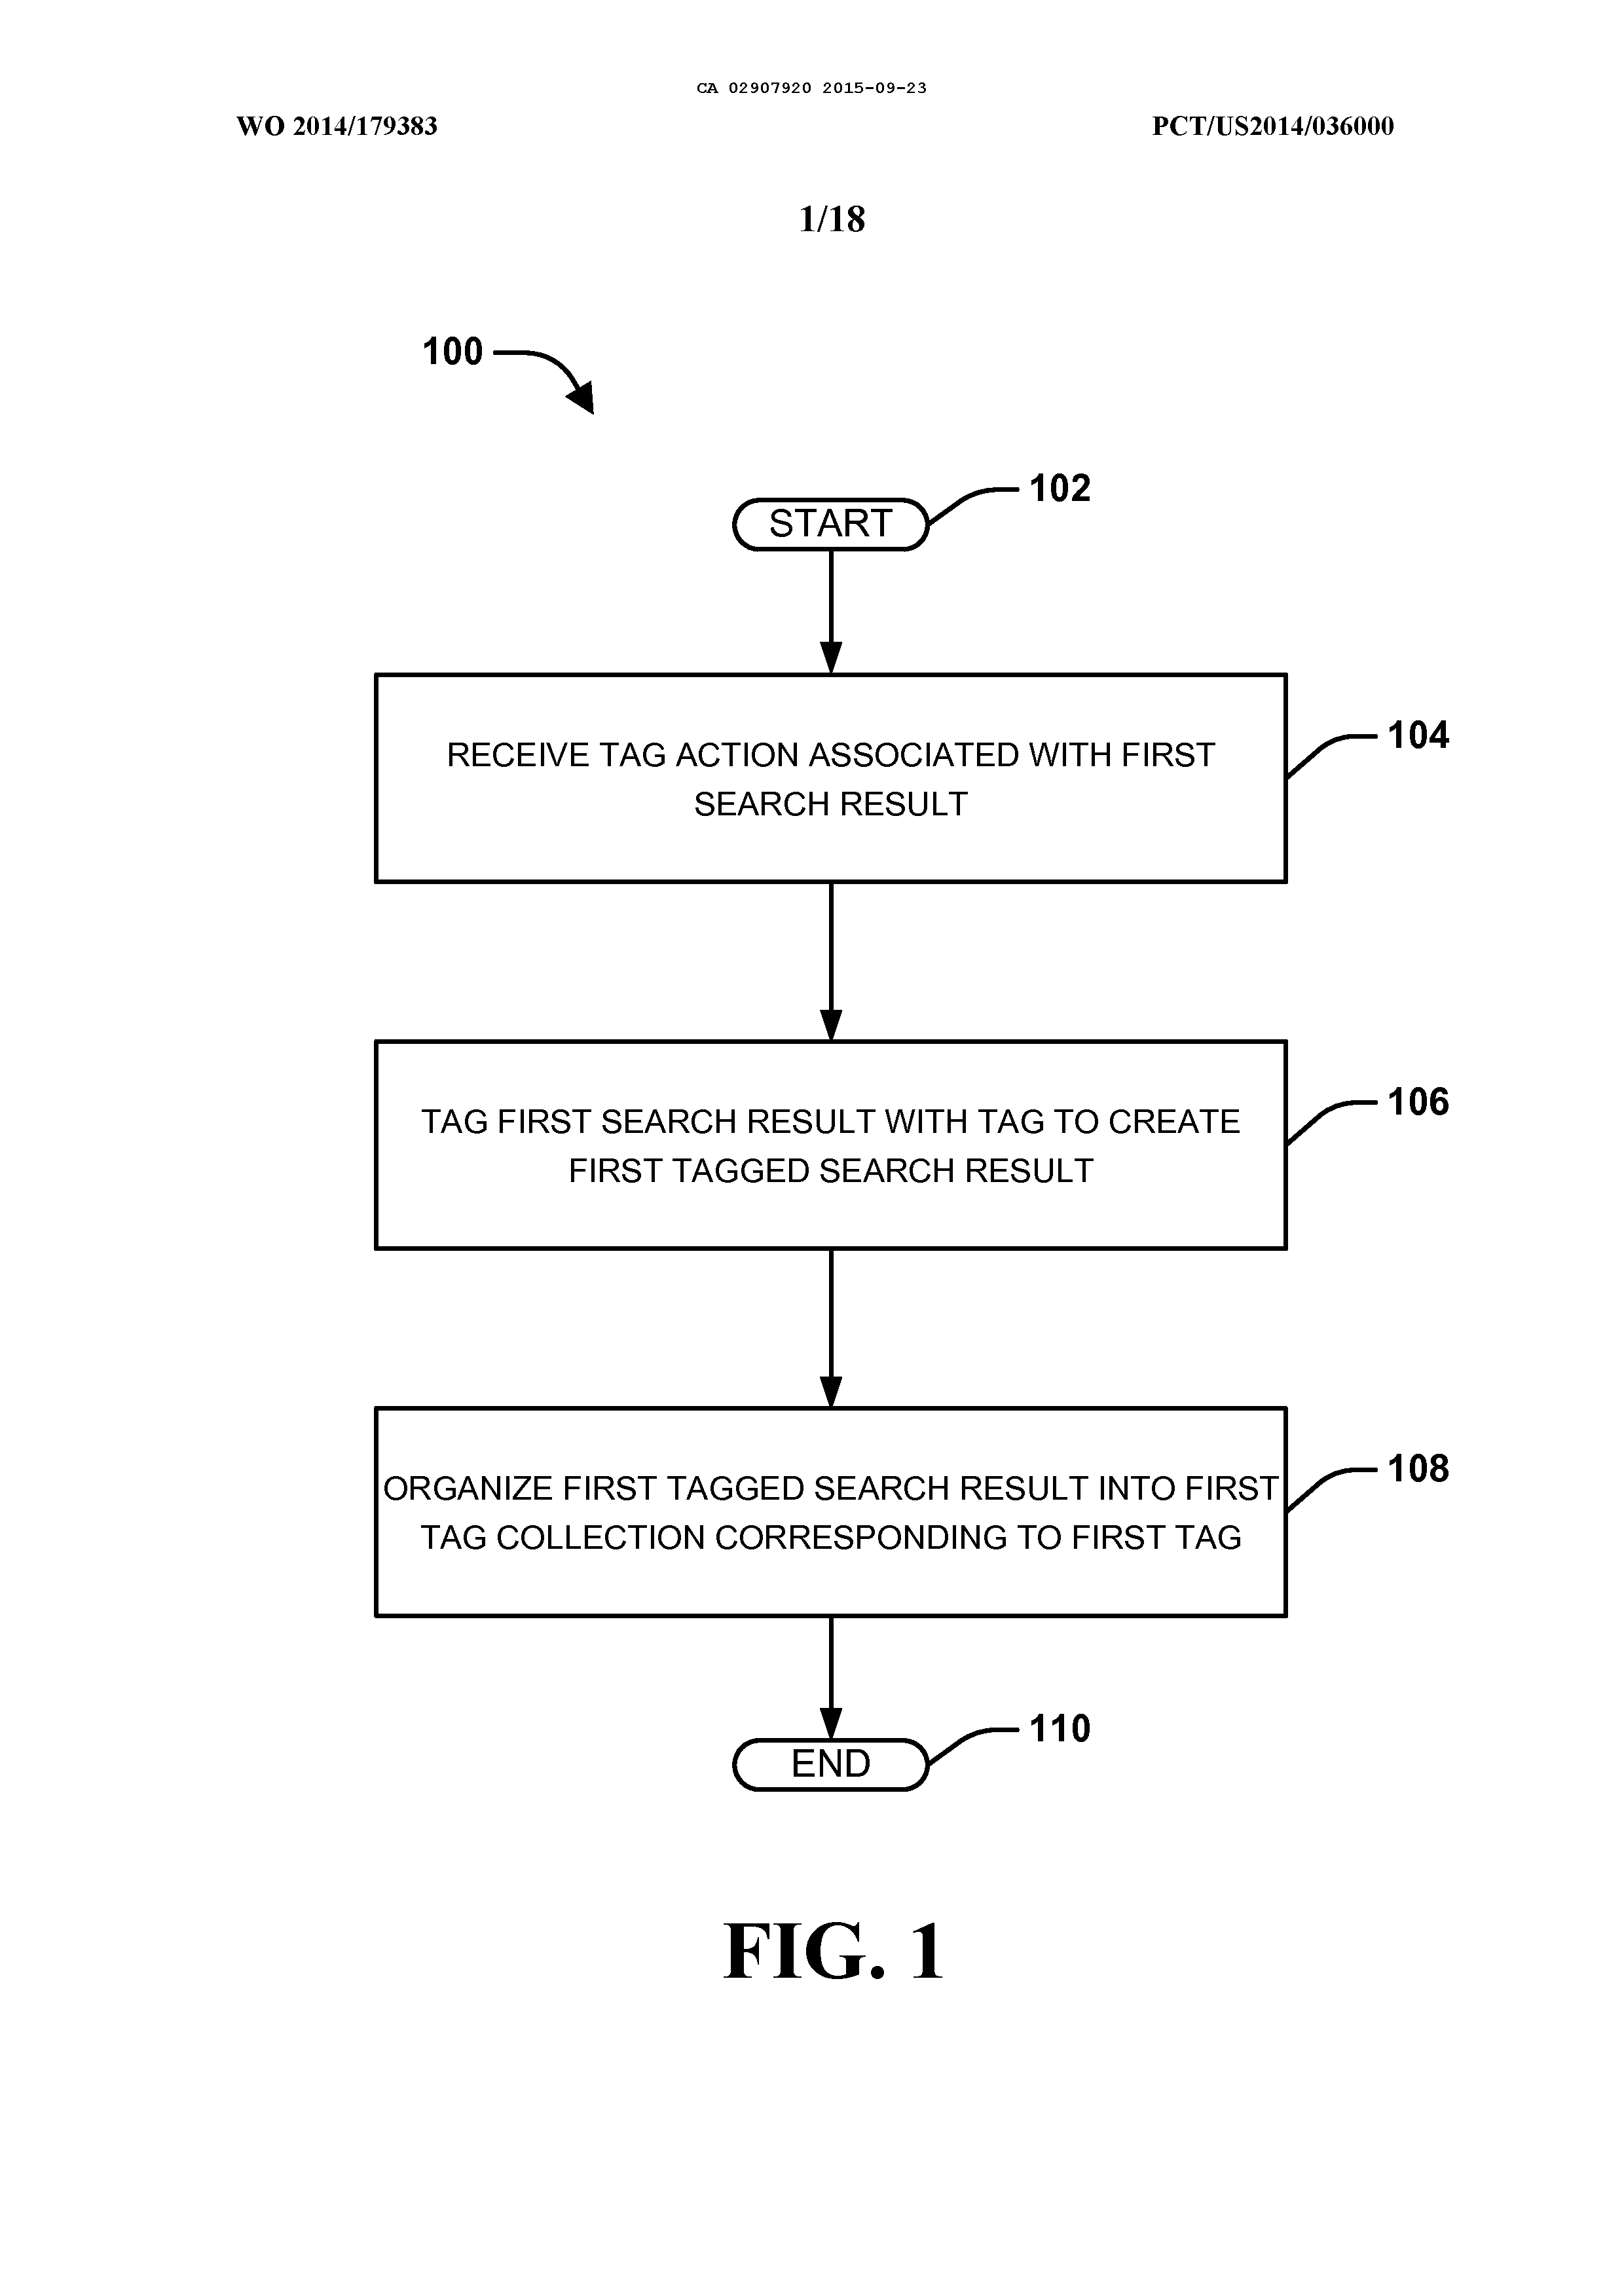 CA 02907920 2015-09-23
WO 2014/179383
PCT/US2014/036000
1/18
100
START
102
RECEIVE TAG ACTION ASSOCIATED WITH FIRST
SEARCH RESULT
104
TAG FIRST SEARCH RESULT WITH TAG TO CREATE
FIRST TAGGED SEARCH RESULT
106
ORGANIZE FIRST TAGGED SEARCH RESULT INTO FIRST
TAG COLLECTION CORRESPONDING TO FIRST TAG
108
END
110
FIG. 1